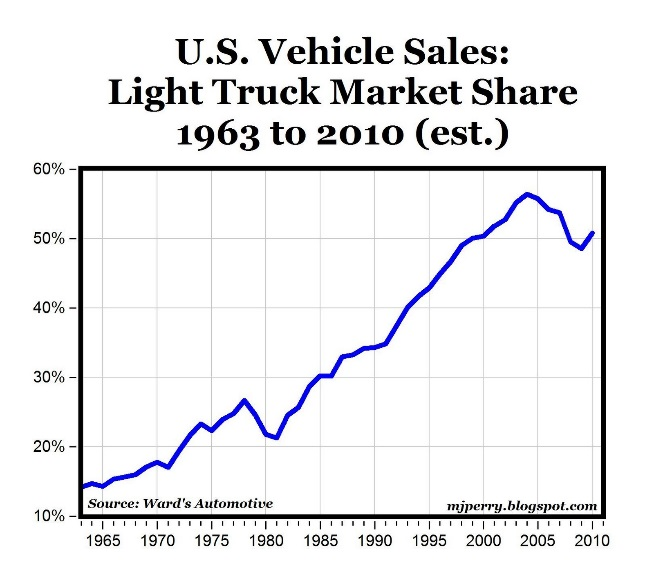 U.S. Vehicle Sales:
Light Truck Market Share
1963 to 2010 (est.)
60%
50%
40%
30%
20%
10%
Source: Ward's Automotive
mjperry.blogspot.com
1965 1970 1975 1980 1985 1990 1995 2000 2005 2010